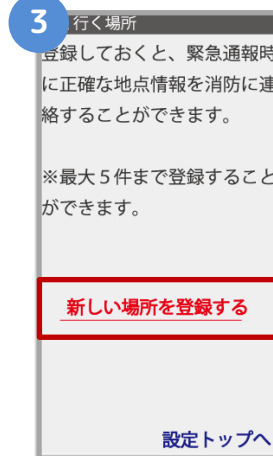 3
行く場所
登録しておくと、緊急通報時
に正確な地点情報を消防に連
絡することができます。
※最大5件まで登録すること
ができます。
新しい場所を登録する
設定トップへ